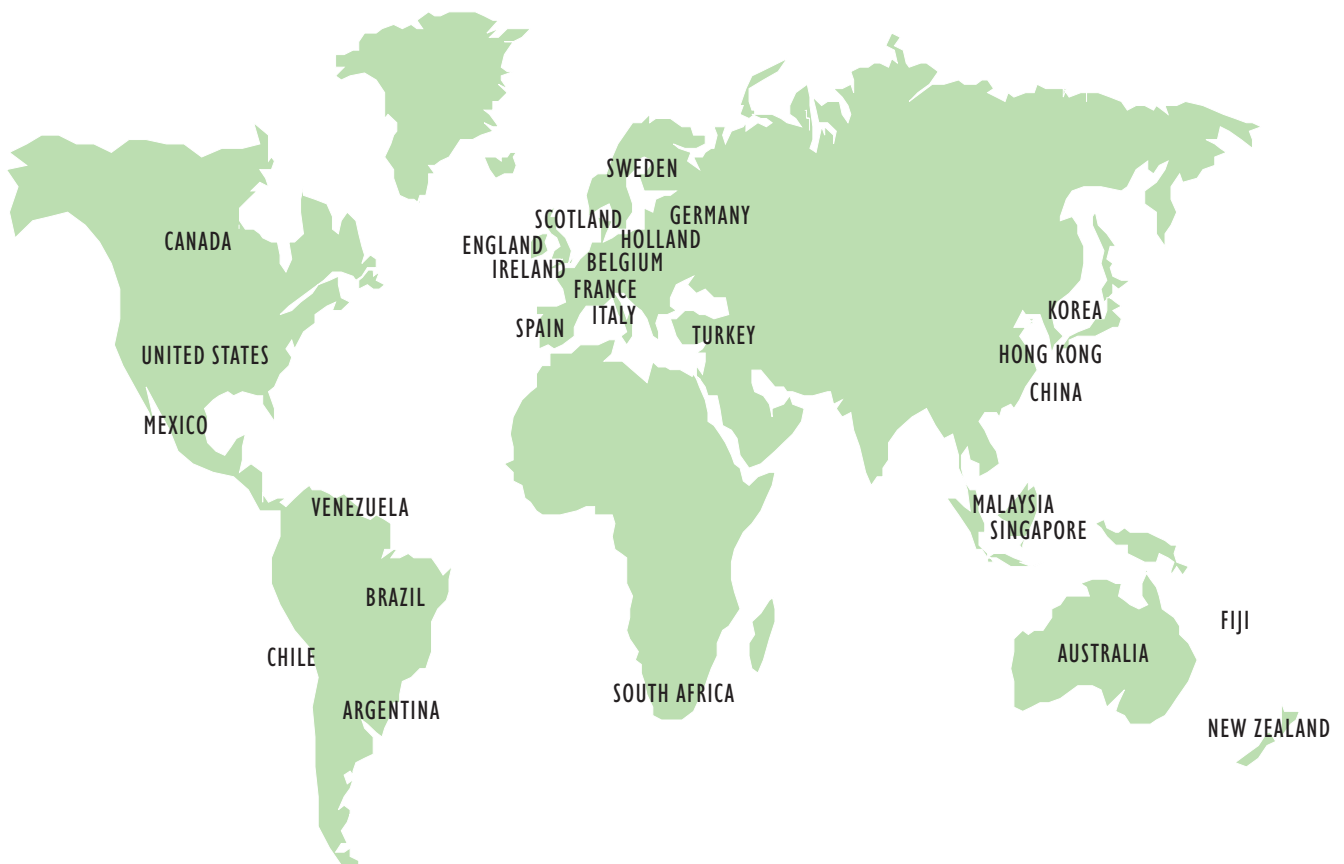 SWEDEN
SCOTLAND
GERMANY
CANADA
ENGLAND
HOLLAND
IRELAND
BELGIUM
FRANCE
KOREA
ITALY
SPAIN
TURKEY
UNITED STATES
HONG KONG
CHINA
MEXICO
VENEZUELA
MALAYSIA
SINGAPORE
BRAZIL
FIJI
CHILE
AUSTRALIA
SOUTH AFRICA
ARGENTINA
NEW ZEALAND